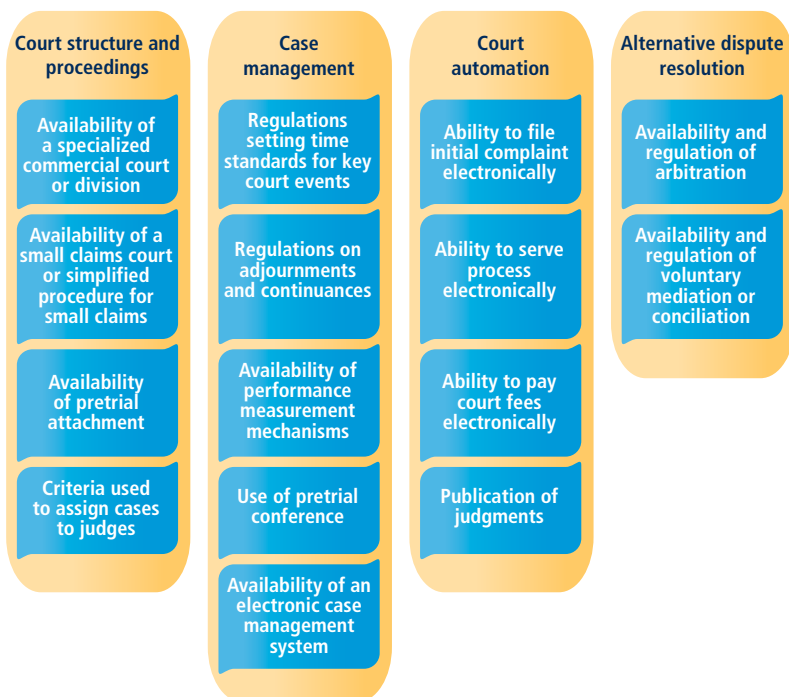 Court structure and
proceedings
Availability of
a specialized
commercial court
or division
Availability of a
small claims court
or simplified
procedure for
small claims
Availability
of pretrial
attachment
Criteria used
to assign cases
to judges
Case
management
Regulations
setting time
standards for key
court events
Regulations on
adjournments
and continuances
Availability of
performance
measurement
mechanisms
Use of pretrial
conference
Availability of an
electronic case
management
system
Court
automation
Ability to file
initial complaint
electronically
Ability to serve
process
electronically
Ability to pay
court fees
electronically
Publication of
judgments
Alternative dispute
resolution
Availability and
regulation of
arbitration
Availability and
regulation of
voluntary
mediation or
conciliation